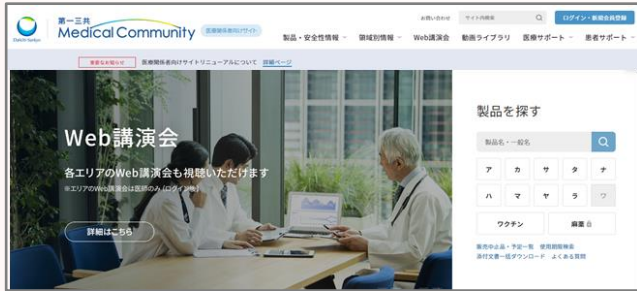 お問い合わせ
サイト内検索
ログイン・新規会員登録
第一三共
Medical Community
医療関係者向けサイト
Daiichi-Sankyo
製品・安全性情報
領域別情報
Web講演会
動画ライブラリ
医療サポート
患者サポート
重要なお知らせ
医療関係者向けサイトリニューアルについて 詳細ページ
Web講演会
各エリアのWeb講演会も視聴いただけます
※エリアのWeb講演会は医師のみ（ログイン後）
詳細はこちら
製品を探す
製品名・一般名
ア カ サ タ ナ
ハ マ ヤ ラ ワ
ワクチン
麻薬
販売中止品・予定一覧 使用期限検索
添付文書一括ダウンロード よくある質問